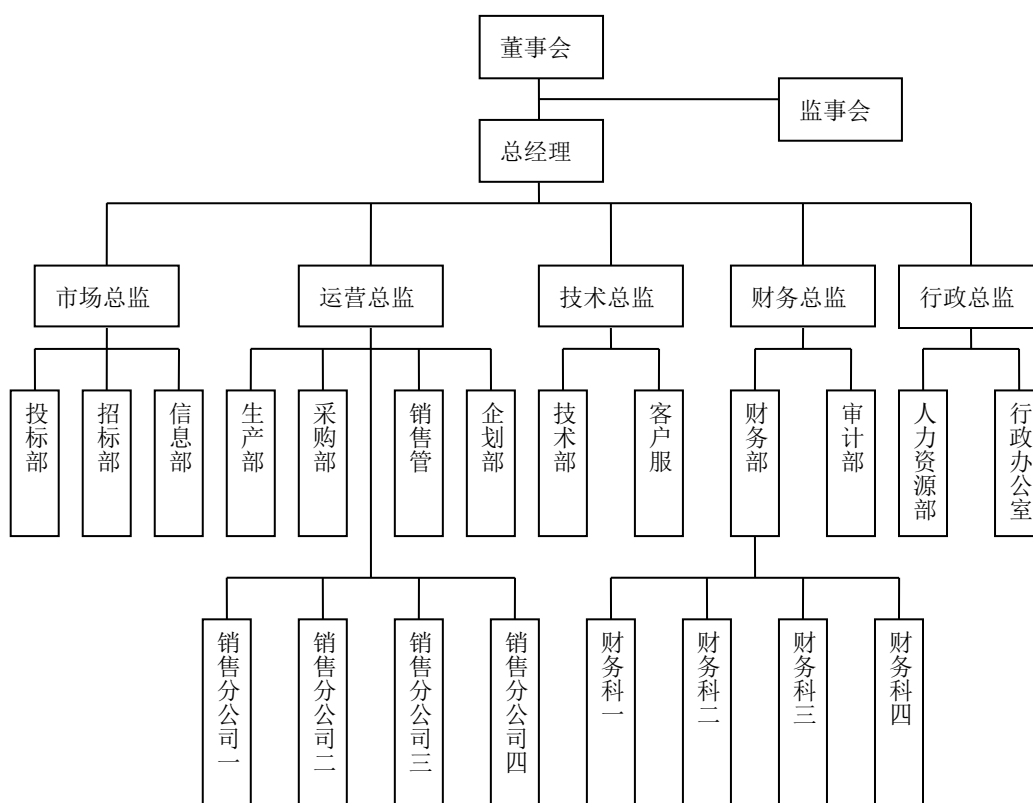 董事会
监事会
总经理
市场总监
运营总监
技术总监
财务总监
行政总监
投标部
招标部
信息部
生产部
采购部
销售管
企划部
技术部
客户服
财务部
审计部
人力资源部
行政办公室
销售分公司一
销售分公司二
销售分公司三
销售分公司四
财务科一
财务科二
财务科三
财务科四